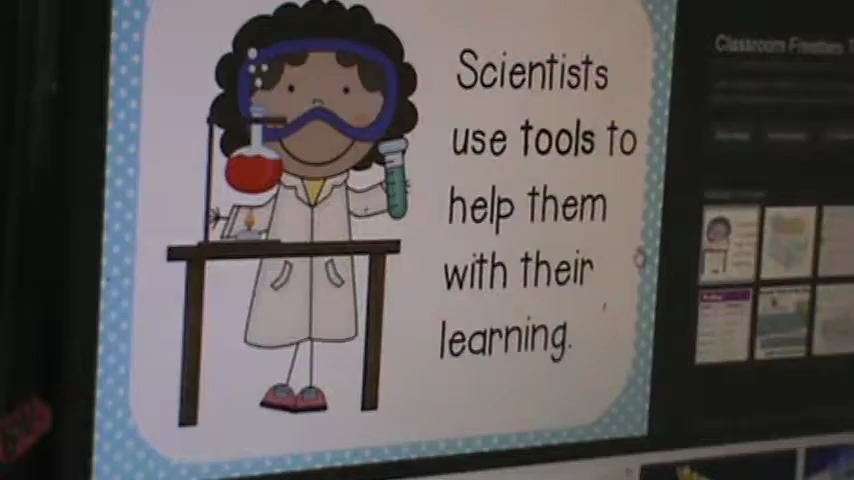 Scientists
use tools to
help them
with their
learning.
Classroom Freebies